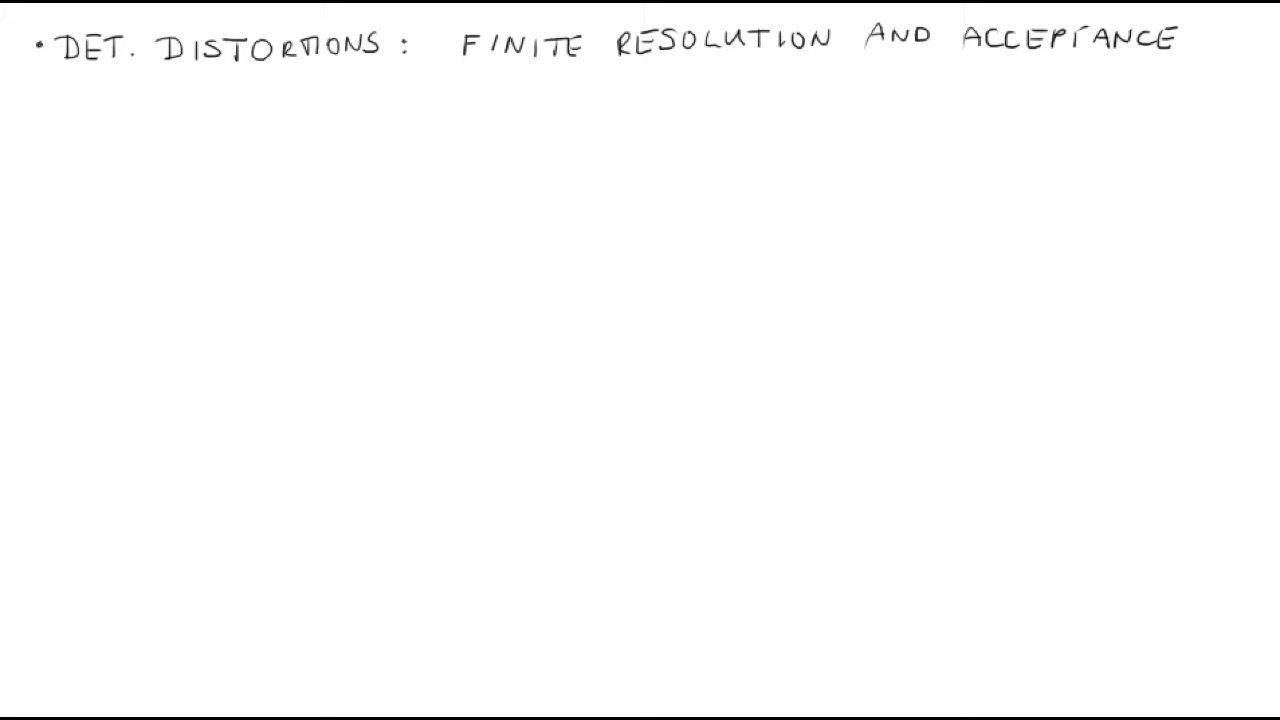 • DET. DISTORTIONS : FINITE RESOLUTION AND ACCEPTANCE